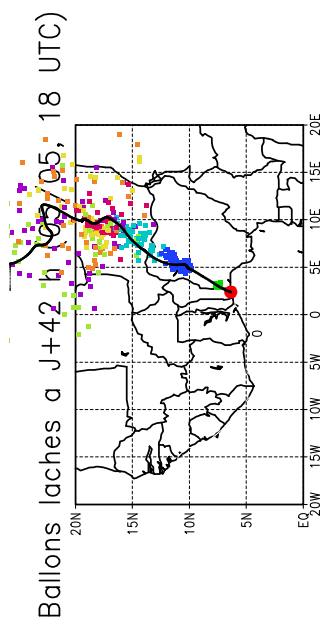 Ballons laches a J+42 h 05, 18 UTC)
20N
15N
10N
5N
EQ
0
20W 15W 10W 5W 0 5E 10E 15E 20E